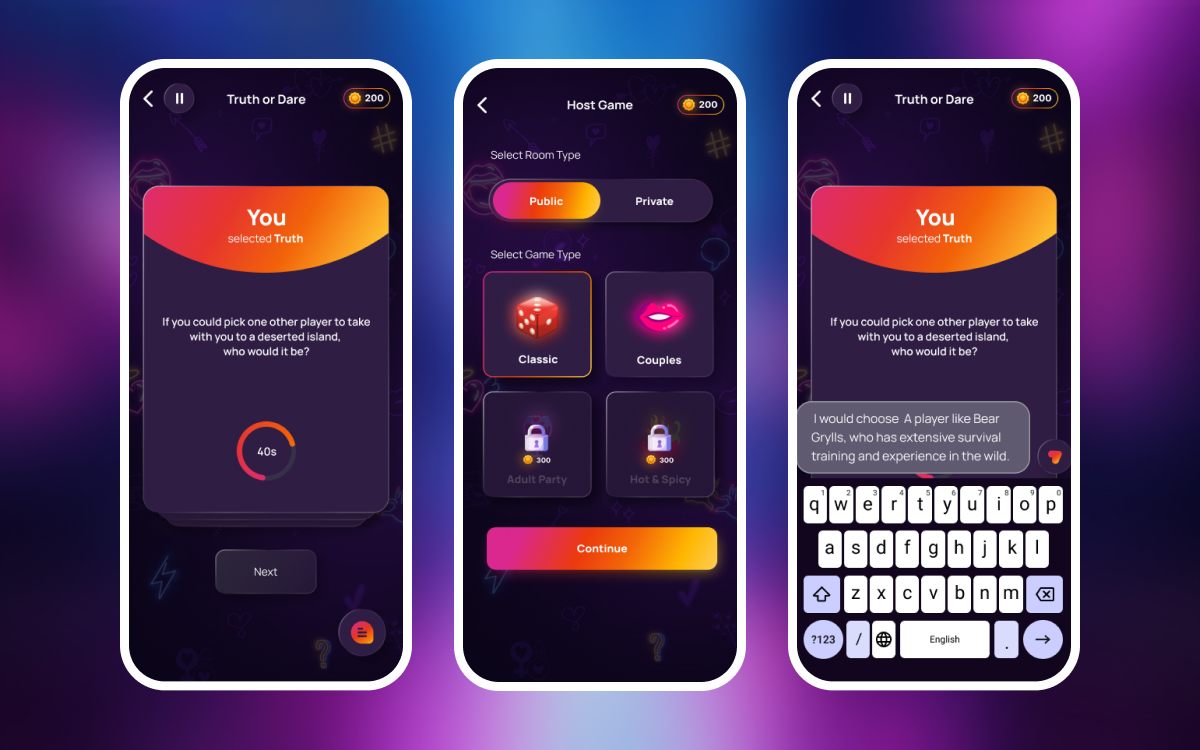 Truth or Dare
200
You
selected Truth
If you could pick one other player to take
with you to a deserted island,
who would it be?
40s
Next
Host Game
200
Select Room Type
Public
Private
Select Game Type
Classic
Couples
300
Adult Party
300
Hot & Spicy
Continue
Truth or Dare
200
You
selected Truth
If you could pick one other player to take
with you to a deserted island,
who would it be?
I would choose A player like Bear
Grylls, who has extensive survival
training and experience in the wild.
1 2 3 4 5 6 7 8 9 0
q w e r t y u i o p
a s d f g h j k l
z x c v b n m
?123 / English .